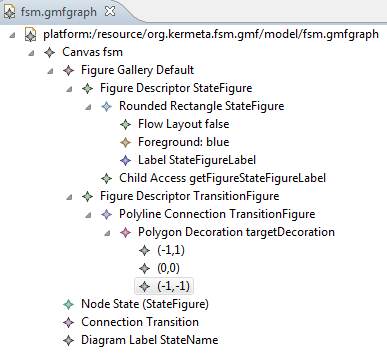 fsm.gmfgraph
platform:/resource/org.kermeta.fsm.gmf/model/fsm.gmfgraph
Canvas fsm
Figure Gallery Default
Figure Descriptor StateFigure
Rounded Rectangle StateFigure
Flow Layout false
Foreground: blue
Label StateFigureLabel
Child Access getFigureStateFigureLabel
Figure Descriptor TransitionFigure
Polyline Connection TransitionFigure
Polygon Decoration targetDecoration
(-1,1)
(0,0)
(-1,-1)
Node State (StateFigure)
Connection Transition
Diagram Label StateName